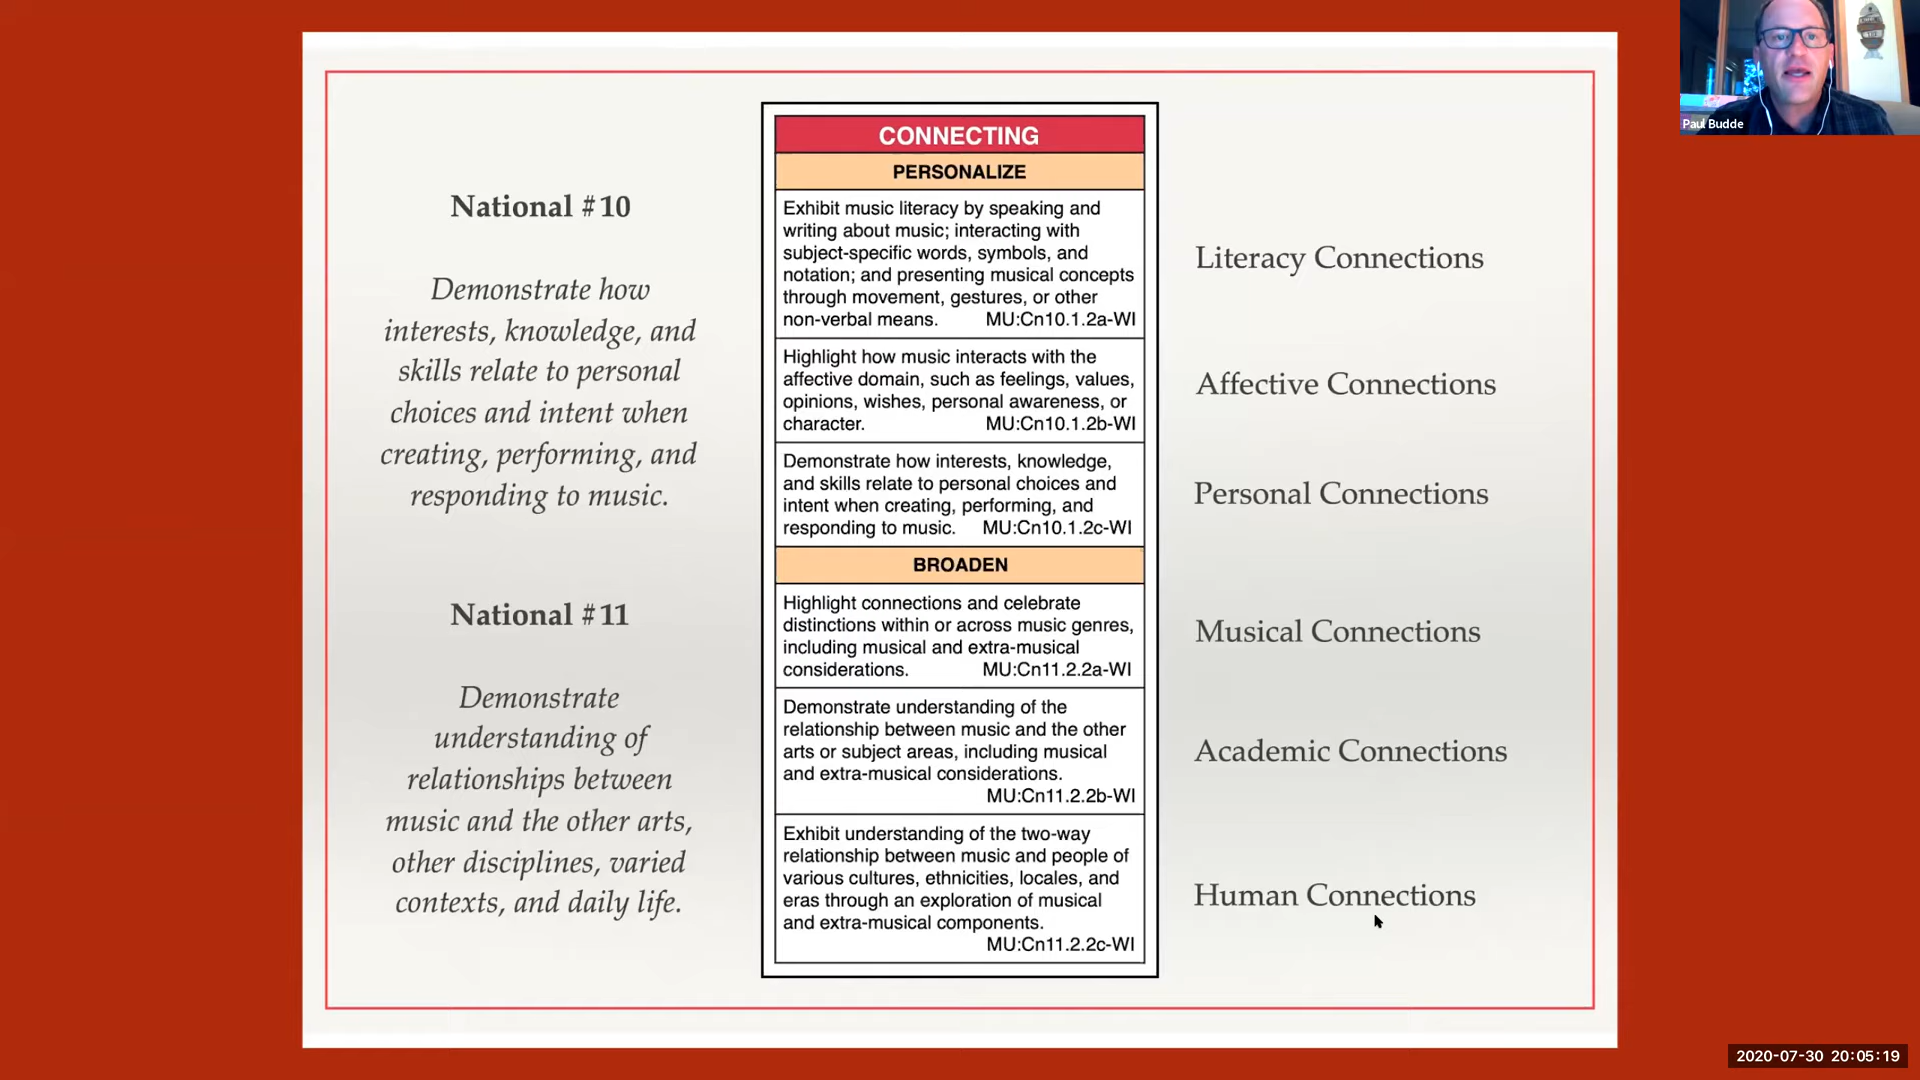 National #10
Demonstrate how
interests, knowledge, and
skills relate to personal
choices and intent when
creating, performing, and
responding to music.
National #11
Demonstrate
understanding of
relationships between
music and the other arts,
other disciplines, varied
contexts, and daily life.
CONNECTING
PERSONALIZE
Exhibit music literacy by speaking and
writing about music; interacting with
subject-specific words, symbols, and
notation; and presenting musical concepts
through movement, gestures, or other
non-verbal means. MU:Cn10.1.2a-WI
Highlight how music interacts with the
affective domain, such as feelings, values,
opinions, wishes, personal awareness, or
character. MU:Cn10.1.2b-WI
Demonstrate how interests, knowledge,
and skills relate to personal choices and
intent when creating, performing, and
responding to music. MU:Cn10.1.2c-WI
BROADEN
Highlight connections and celebrate
distinctions within or across music genres,
including musical and extra-musical
considerations. MU:Cn11.2.2a-WI
Demonstrate understanding of the
relationship between music and the other
arts or subject areas, including musical
and extra-musical considerations.
MU:Cn11.2.2b-WI
Exhibit understanding of the two-way
relationship between music and people of
various cultures, ethnicities, locales, and
eras through an exploration of musical
and extra-musical components.
MU:Cn11.2.2c-WI
Literacy Connections
Affective Connections
Personal Connections
Musical Connections
Academic Connections
Human Connections
Paul Budde
2020-07-30 20:05:19